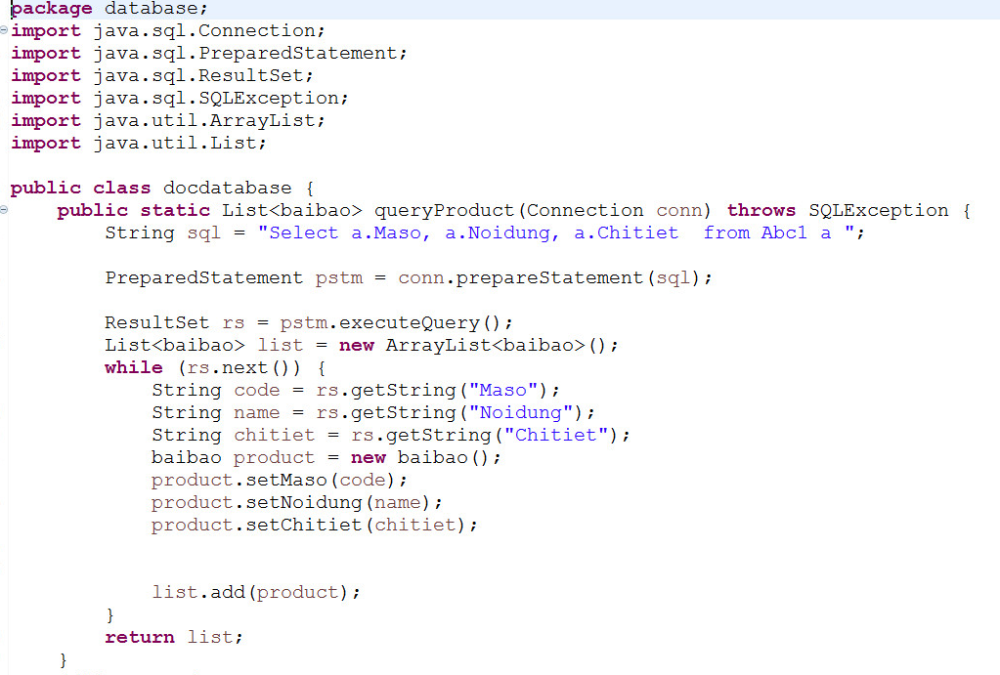 package database;
import java.sql.Connection;
import java.sql.PreparedStatement;
import java.sql.ResultSet;
import java.sql.SQLException;
import java.util.ArrayList;
import java.util.List;

public class docdatabase {
    public static List<baibao> queryProduct(Connection conn) throws SQLException {
        String sql = "Select a.Maso, a.Noidung, a.Chitiet  from Abc1 a ";

        PreparedStatement pstm = conn.prepareStatement(sql);

        ResultSet rs = pstm.executeQuery();
        List<baibao> list = new ArrayList<baibao>();
        while (rs.next()) {
            String code = rs.getString("Maso");
            String name = rs.getString("Noidung");
            String chitiet = rs.getString("Chitiet");
            baibao product = new baibao();
            product.setMaso(code);
            product.setNoidung(name);
            product.setChitiet(chitiet);


            list.add(product);
        }
        return list;
    }